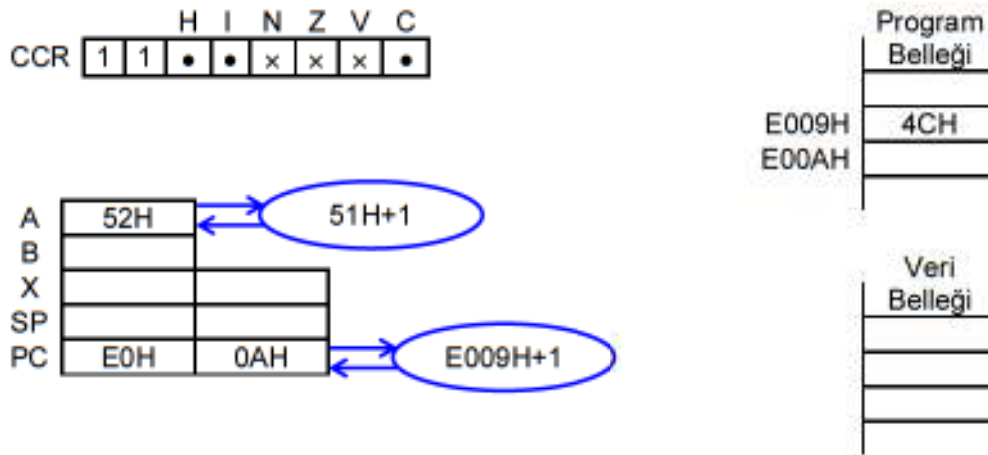 H I N Z V C
CCR 1 1 • • × × × •
Program
Belleği
E009H 4CH
E00AH
A 52H 51H+1
B
X
SP
PC E0H 0AH E009H+1
Veri
Belleği